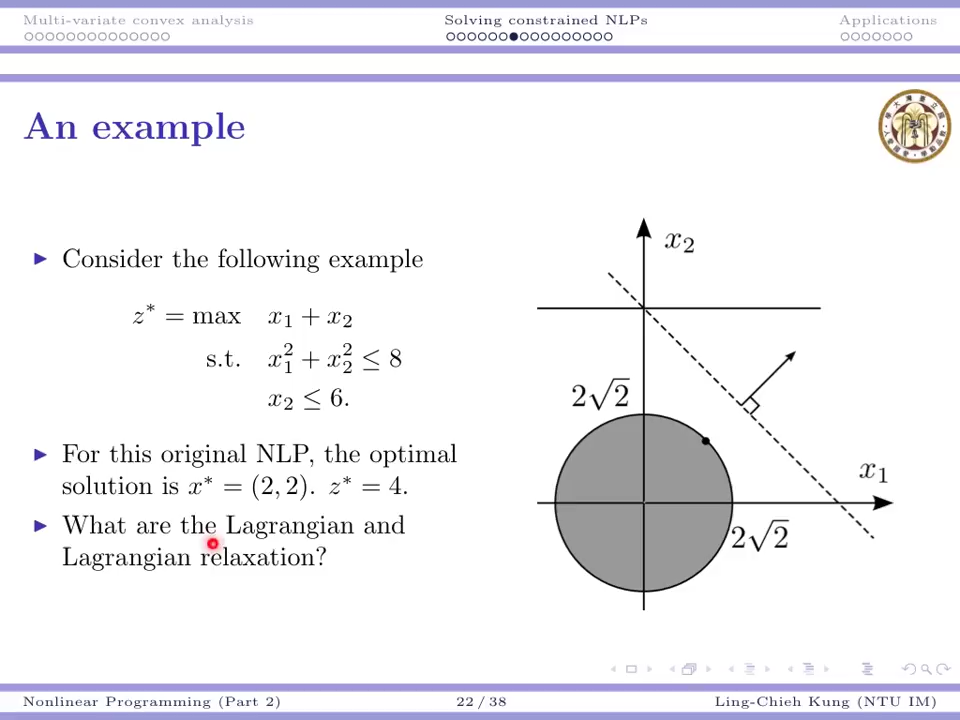 Multi-variate convex analysis Solving constrained NLPs Applications
An example
Consider the following example
z* = max x₁ + x₂
s.t. x₁² + x₂² ≤ 8
x₂ ≤ 6.
For this original NLP, the optimal
solution is x* = (2, 2). z* = 4.
What are the Lagrangian and
Lagrangian relaxation?
x₂
2√2
x₁
2√2
Nonlinear Programming (Part 2) 22 / 38 Ling-Chieh Kung (NTU IM)